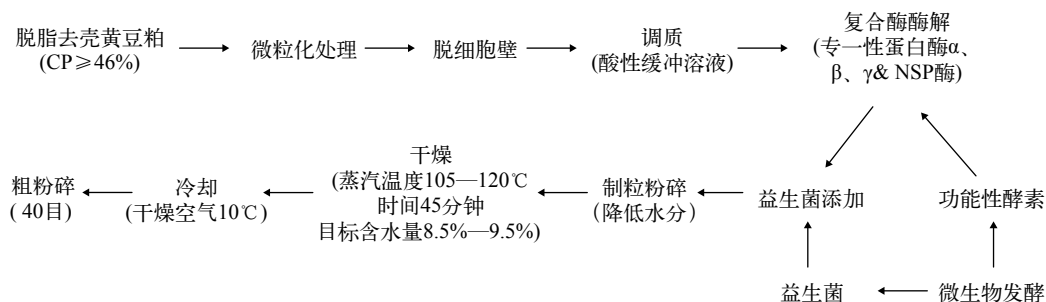 脱脂去壳黄豆粕
(CP≥46%)
微粒化处理
脱细胞壁
调质
(酸性缓冲溶液)
复合酶酶解
(专一性蛋白酶α、
β、γ& NSP酶)
粗粉碎
( 40目)
冷却
(干燥空气10℃)
干燥
(蒸汽温度105—120℃
时间45分钟
目标含水量8.5%—9.5%)
制粒粉碎
（降低水分）
益生菌添加
功能性酵素
益生菌
微生物发酵